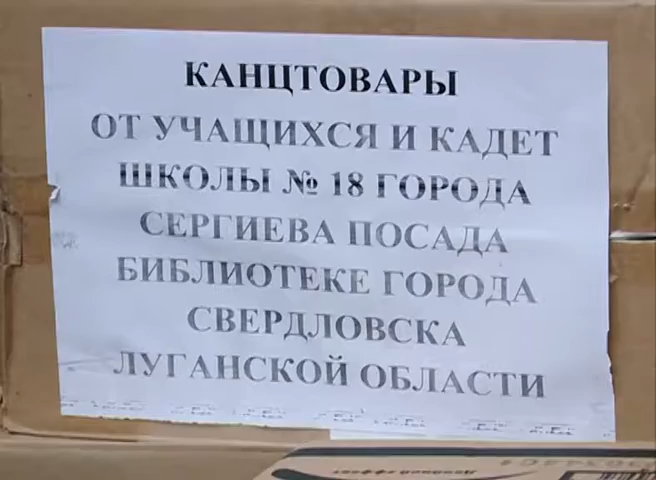 КАНЦТОВАРЫ
ОТ УЧАЩИХСЯ И КАДЕТ
ШКОЛЫ № 18 ГОРОДА
СЕРГИЕВА ПОСАДА
БИБЛИОТЕКЕ ГОРОДА
СВЕРДЛОВСКА
ЛУГАНСКОЙ ОБЛАСТИ